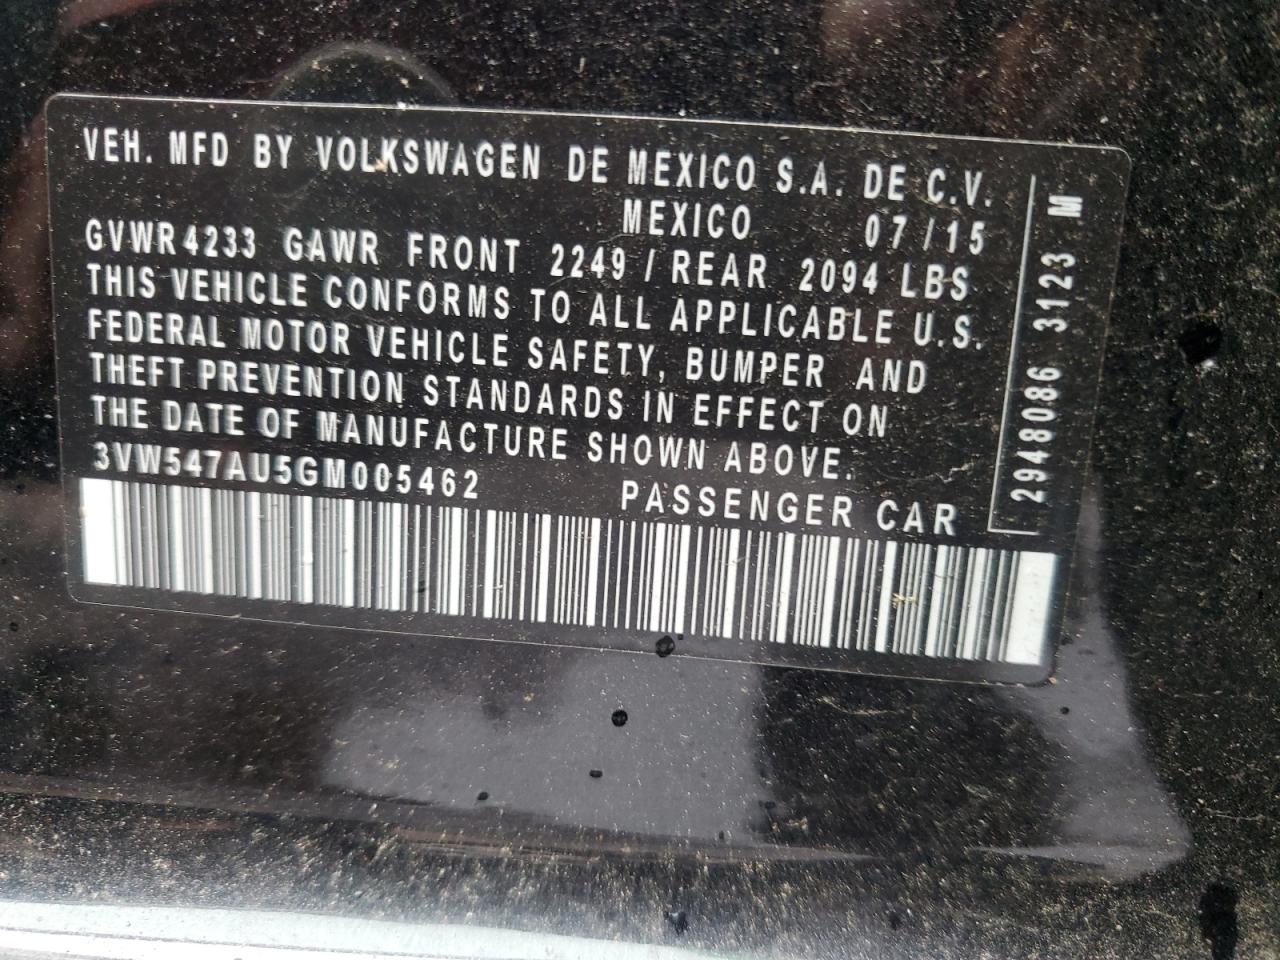 VEH. MFD BY VOLKSWAGEN DE MEXICO S.A. DE C.V.
MEXICO 07/15
GVWR4233 GAWR FRONT 2249/REAR 2094 LBS
THIS VEHICLE CONFORMS TO ALL APPLICABLE U.S.
FEDERAL MOTOR VEHICLE SAFETY, BUMPER AND
THEFT PREVENTION STANDARDS IN EFFECT ON
THE DATE OF MANUFACTURE SHOWN ABOVE.
3VW547AU5GM005462 PASSENGER CAR
2948086 3123 M